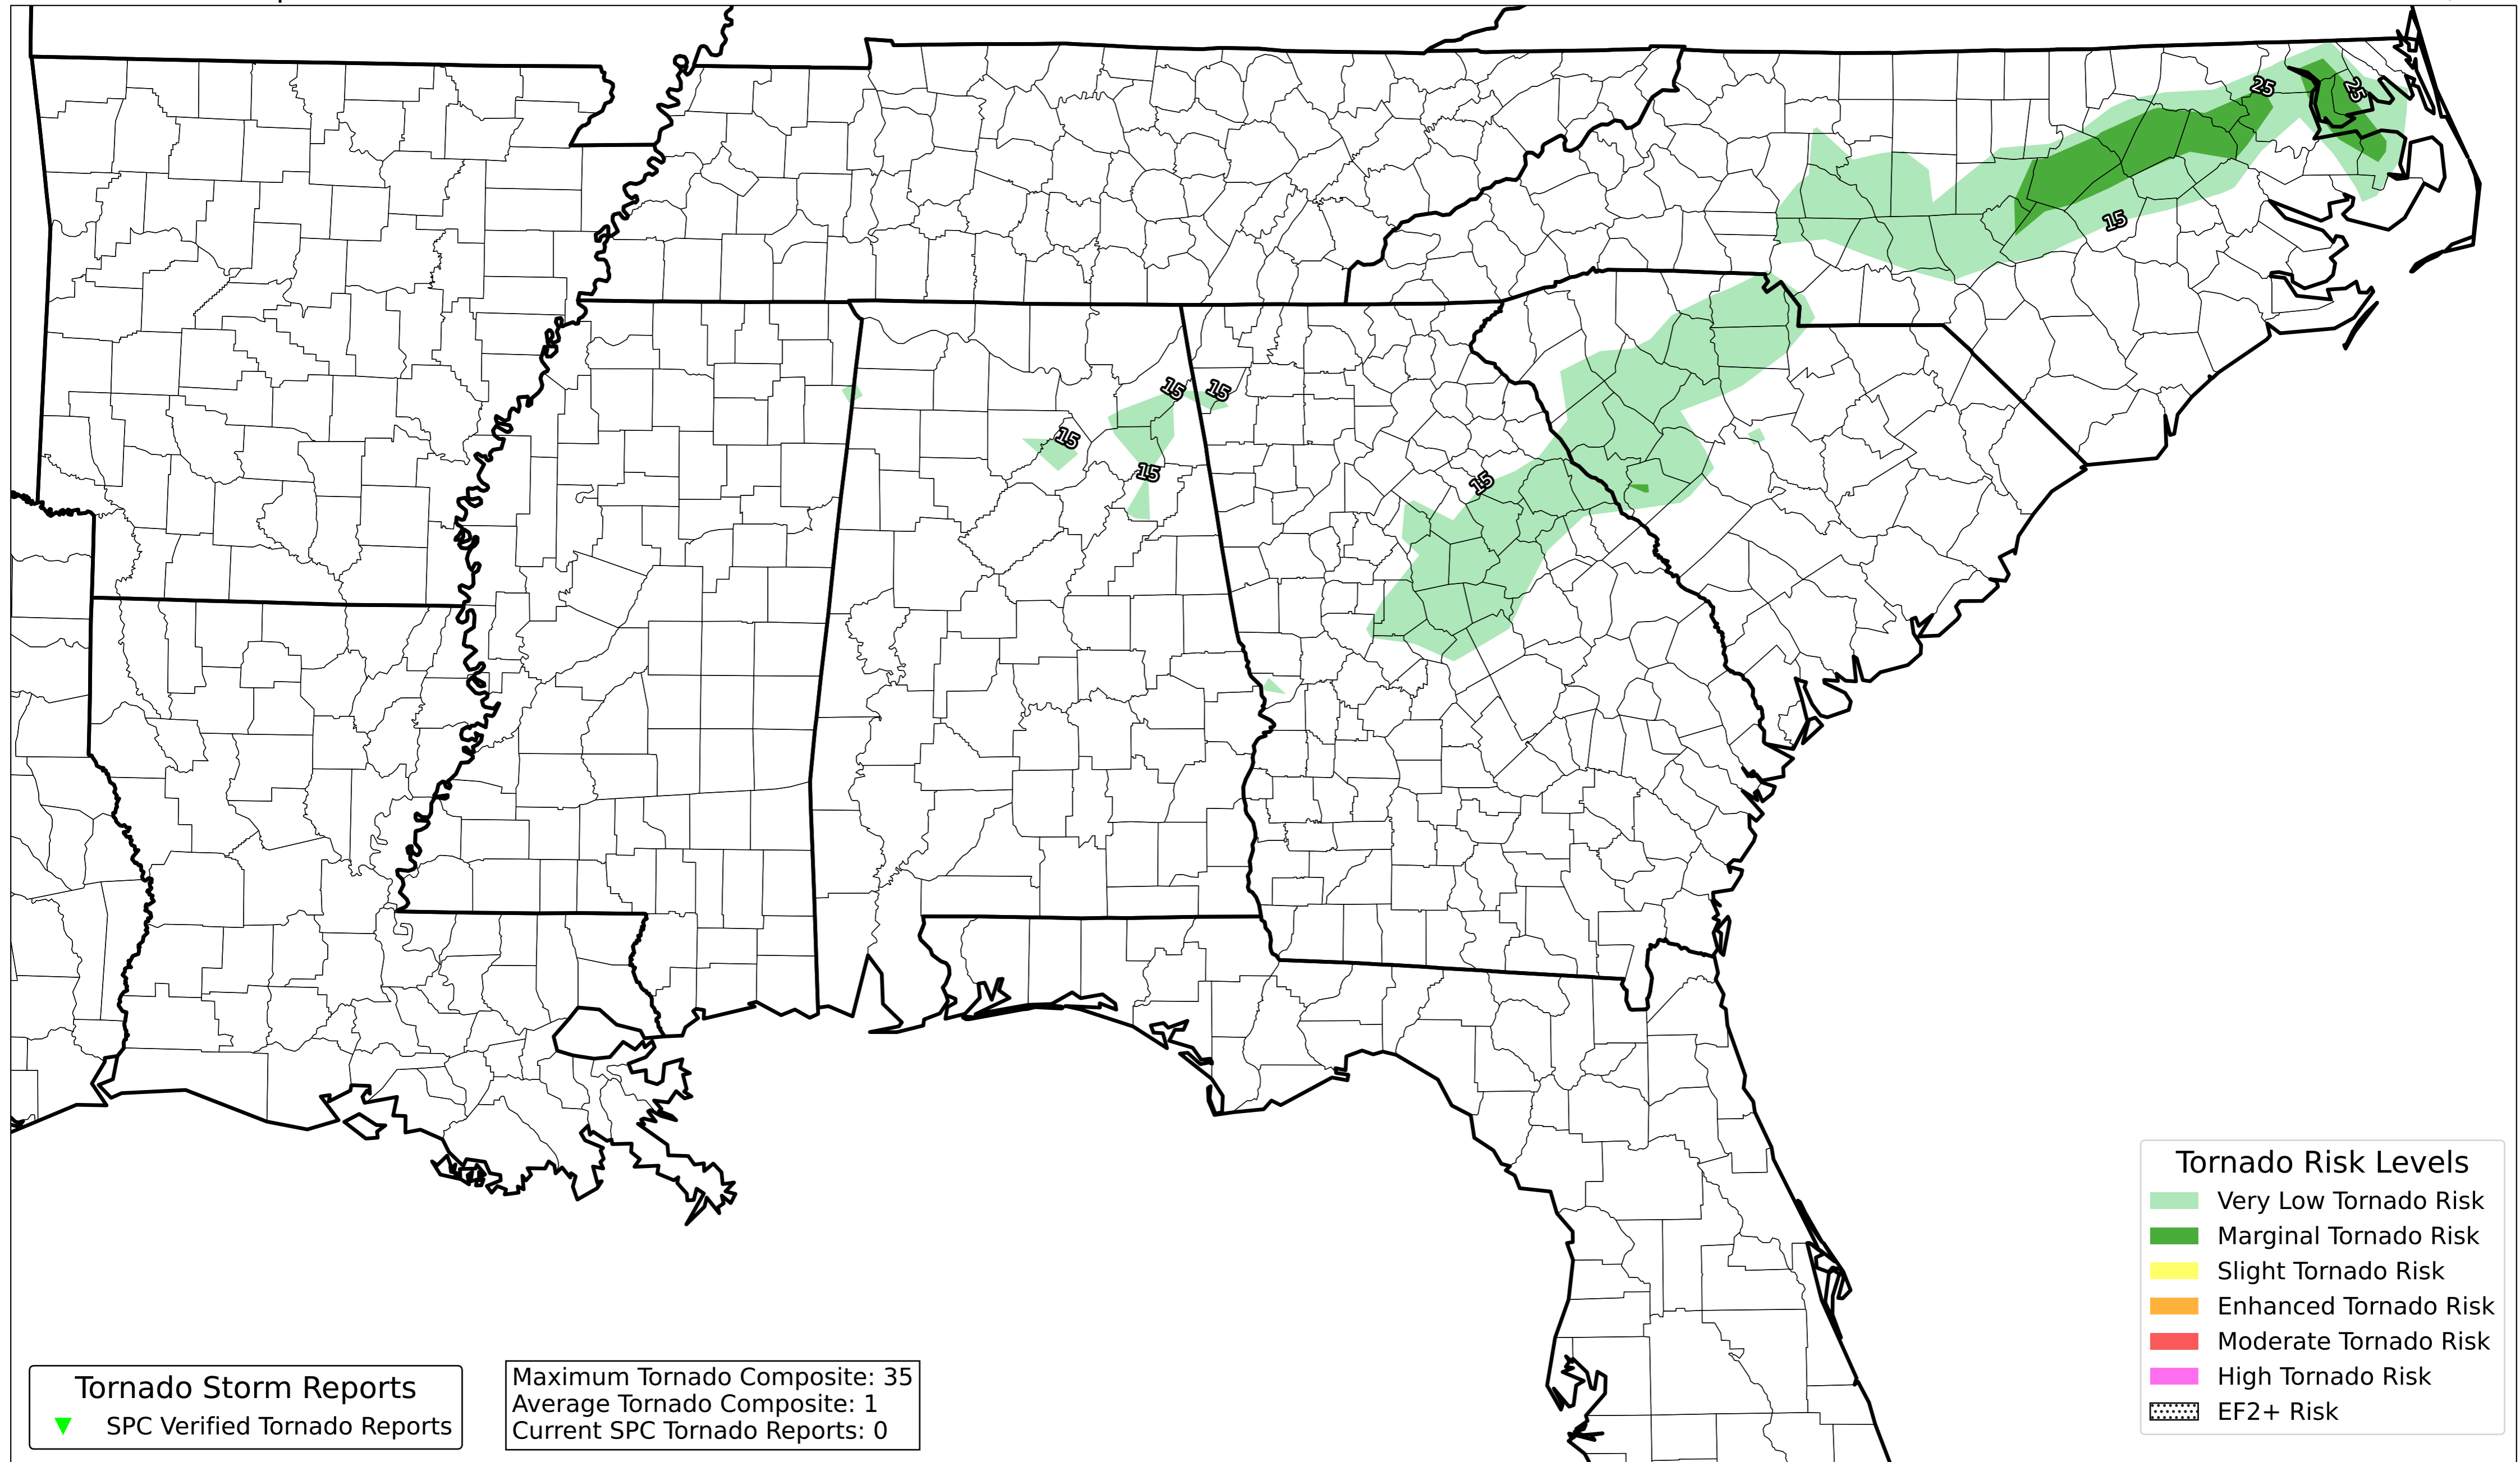 25
25
15
15
15
15
15
15
Tornado Risk Levels
Very Low Tornado Risk
Marginal Tornado Risk
Slight Tornado Risk
Enhanced Tornado Risk
Moderate Tornado Risk
High Tornado Risk
EF2+ Risk
Tornado Storm Reports
SPC Verified Tornado Reports
Maximum Tornado Composite: 35
Average Tornado Composite: 1
Current SPC Tornado Reports: 0